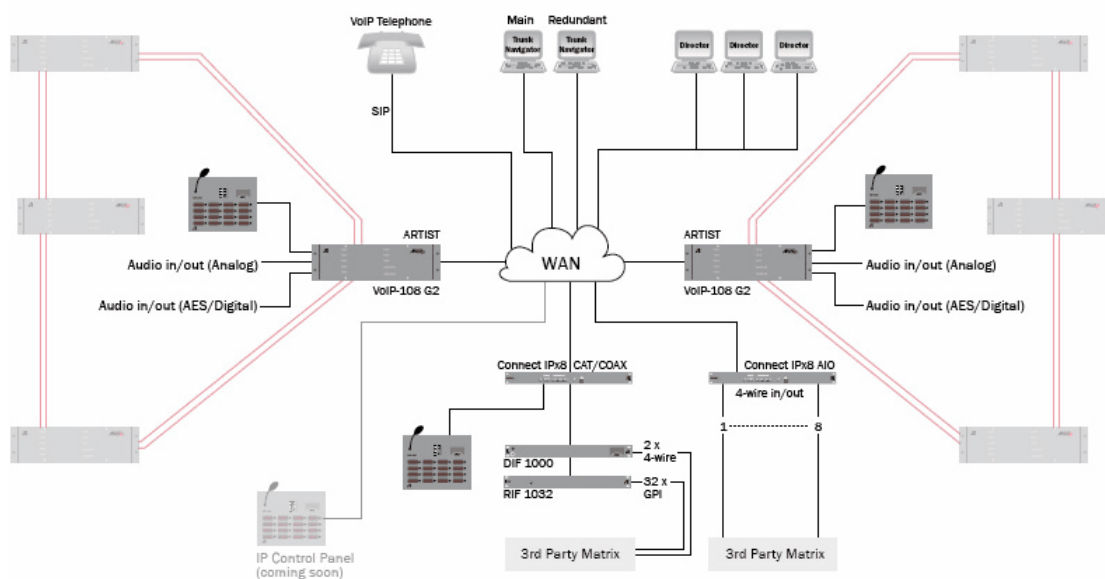 VoIP Telephone
Main
Redundant
Trunk
Navigator
Trunk
Navigator
Director
Director
Director
SIP
ARTIST
WAN
ARTIST
Audio in/out (Analog)
VoIP-108 G2
Audio in/out (AES/Digital)
VoIP-108 G2
Audio in/out (Analog)
Audio in/out (AES/Digital)
Connect IPx8 CAT/COAX
Connect IPx8 AIO
4-wire in/out
1
8
DIF 1000
2 x
4-wire
RIF 1032
32 x
GPI
3rd Party Matrix
3rd Party Matrix
IP Control Panel
(coming soon)